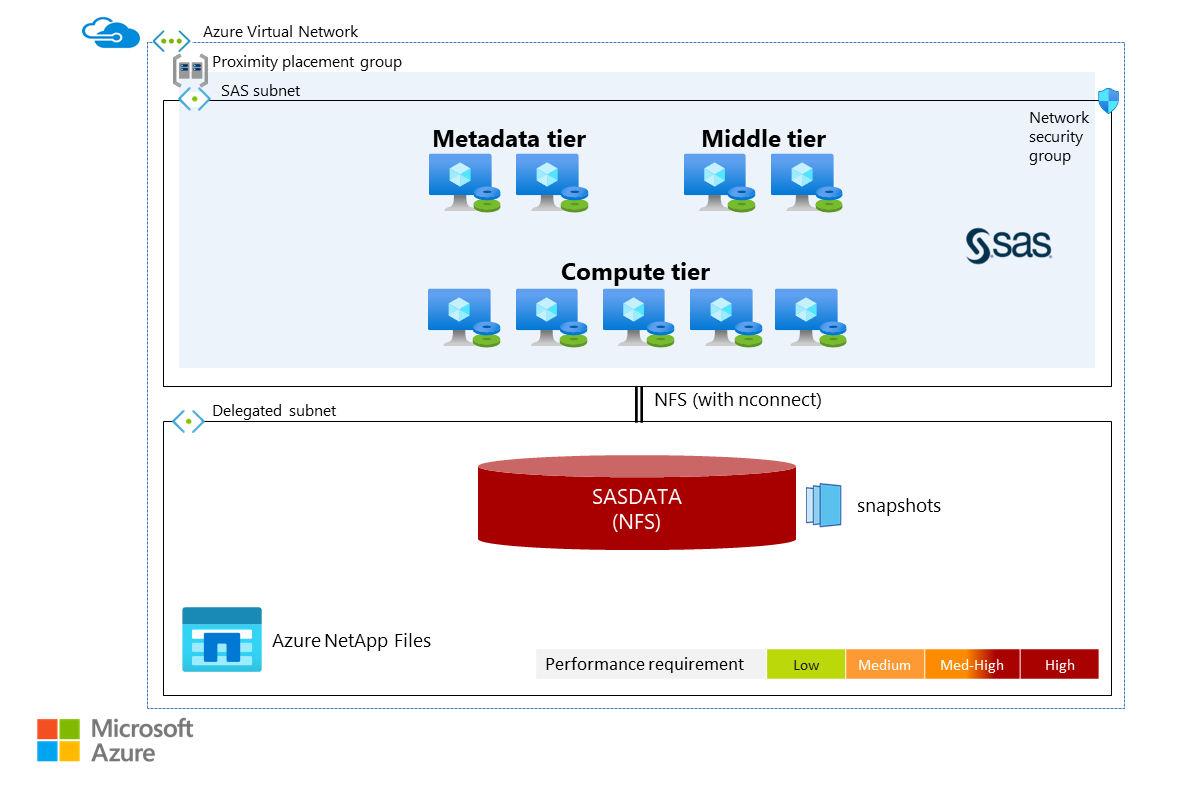 Azure Virtual Network
Proximity placement group
SAS subnet
Network
security
group
Metadata tier
Middle tier
sas
Compute tier
NFS (with nconnect)
Delegated subnet
SASDATA
(NFS)
snapshots
Azure NetApp Files
Performance requirement
Low
Medium
Med-High
High
Microsoft
Azure